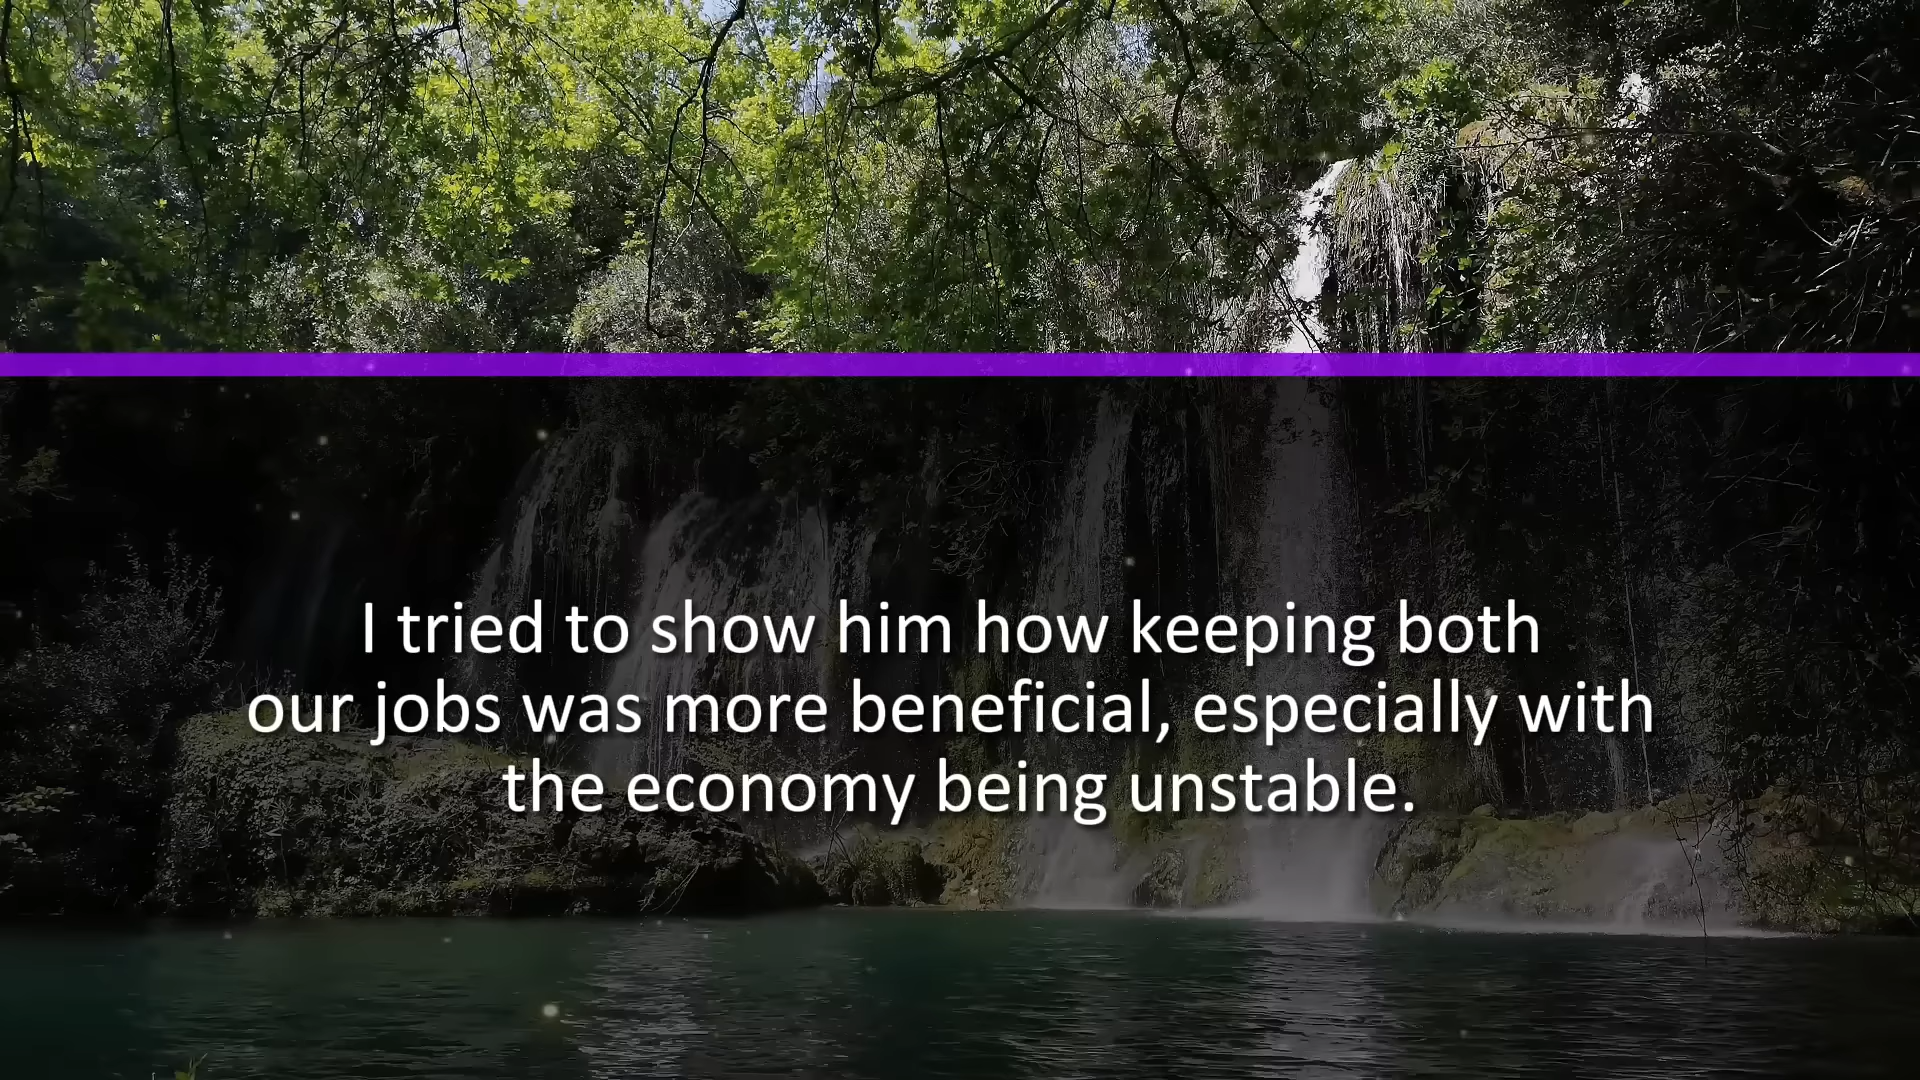 I tried to show him how keeping both
our jobs was more beneficial, especially with
the economy being unstable.